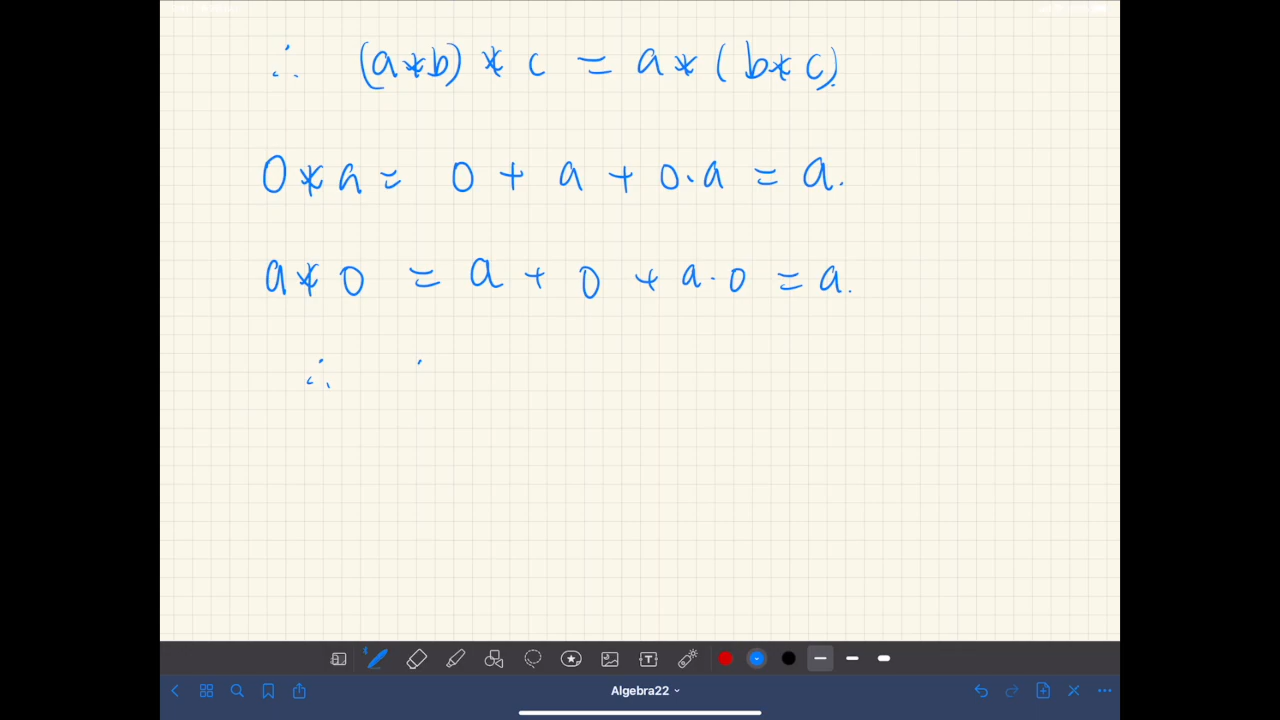 ∴ (a*b) * c = a * (b*c).
0 * a = 0 + a + 0·a = a.
a * 0 = a + 0 + a·0 = a.
∴
Algebra22